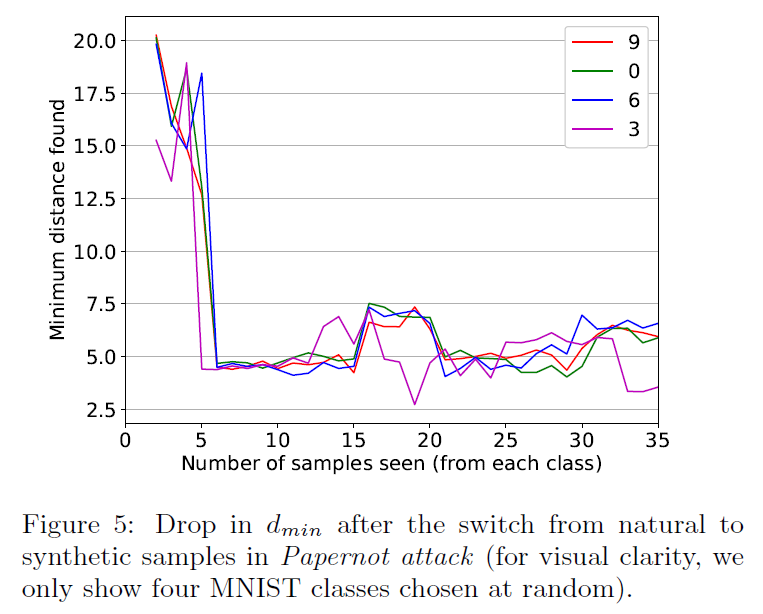 20.0
17.5
15.0
12.5
10.0
7.5
5.0
2.5
Minimum distance found
9
0
6
3
0 5 10 15 20 25 30 35
Number of samples seen (from each class)
Figure 5: Drop in d_min after the switch from natural to
synthetic samples in Papernot attack (for visual clarity, we
only show four MNIST classes chosen at random).